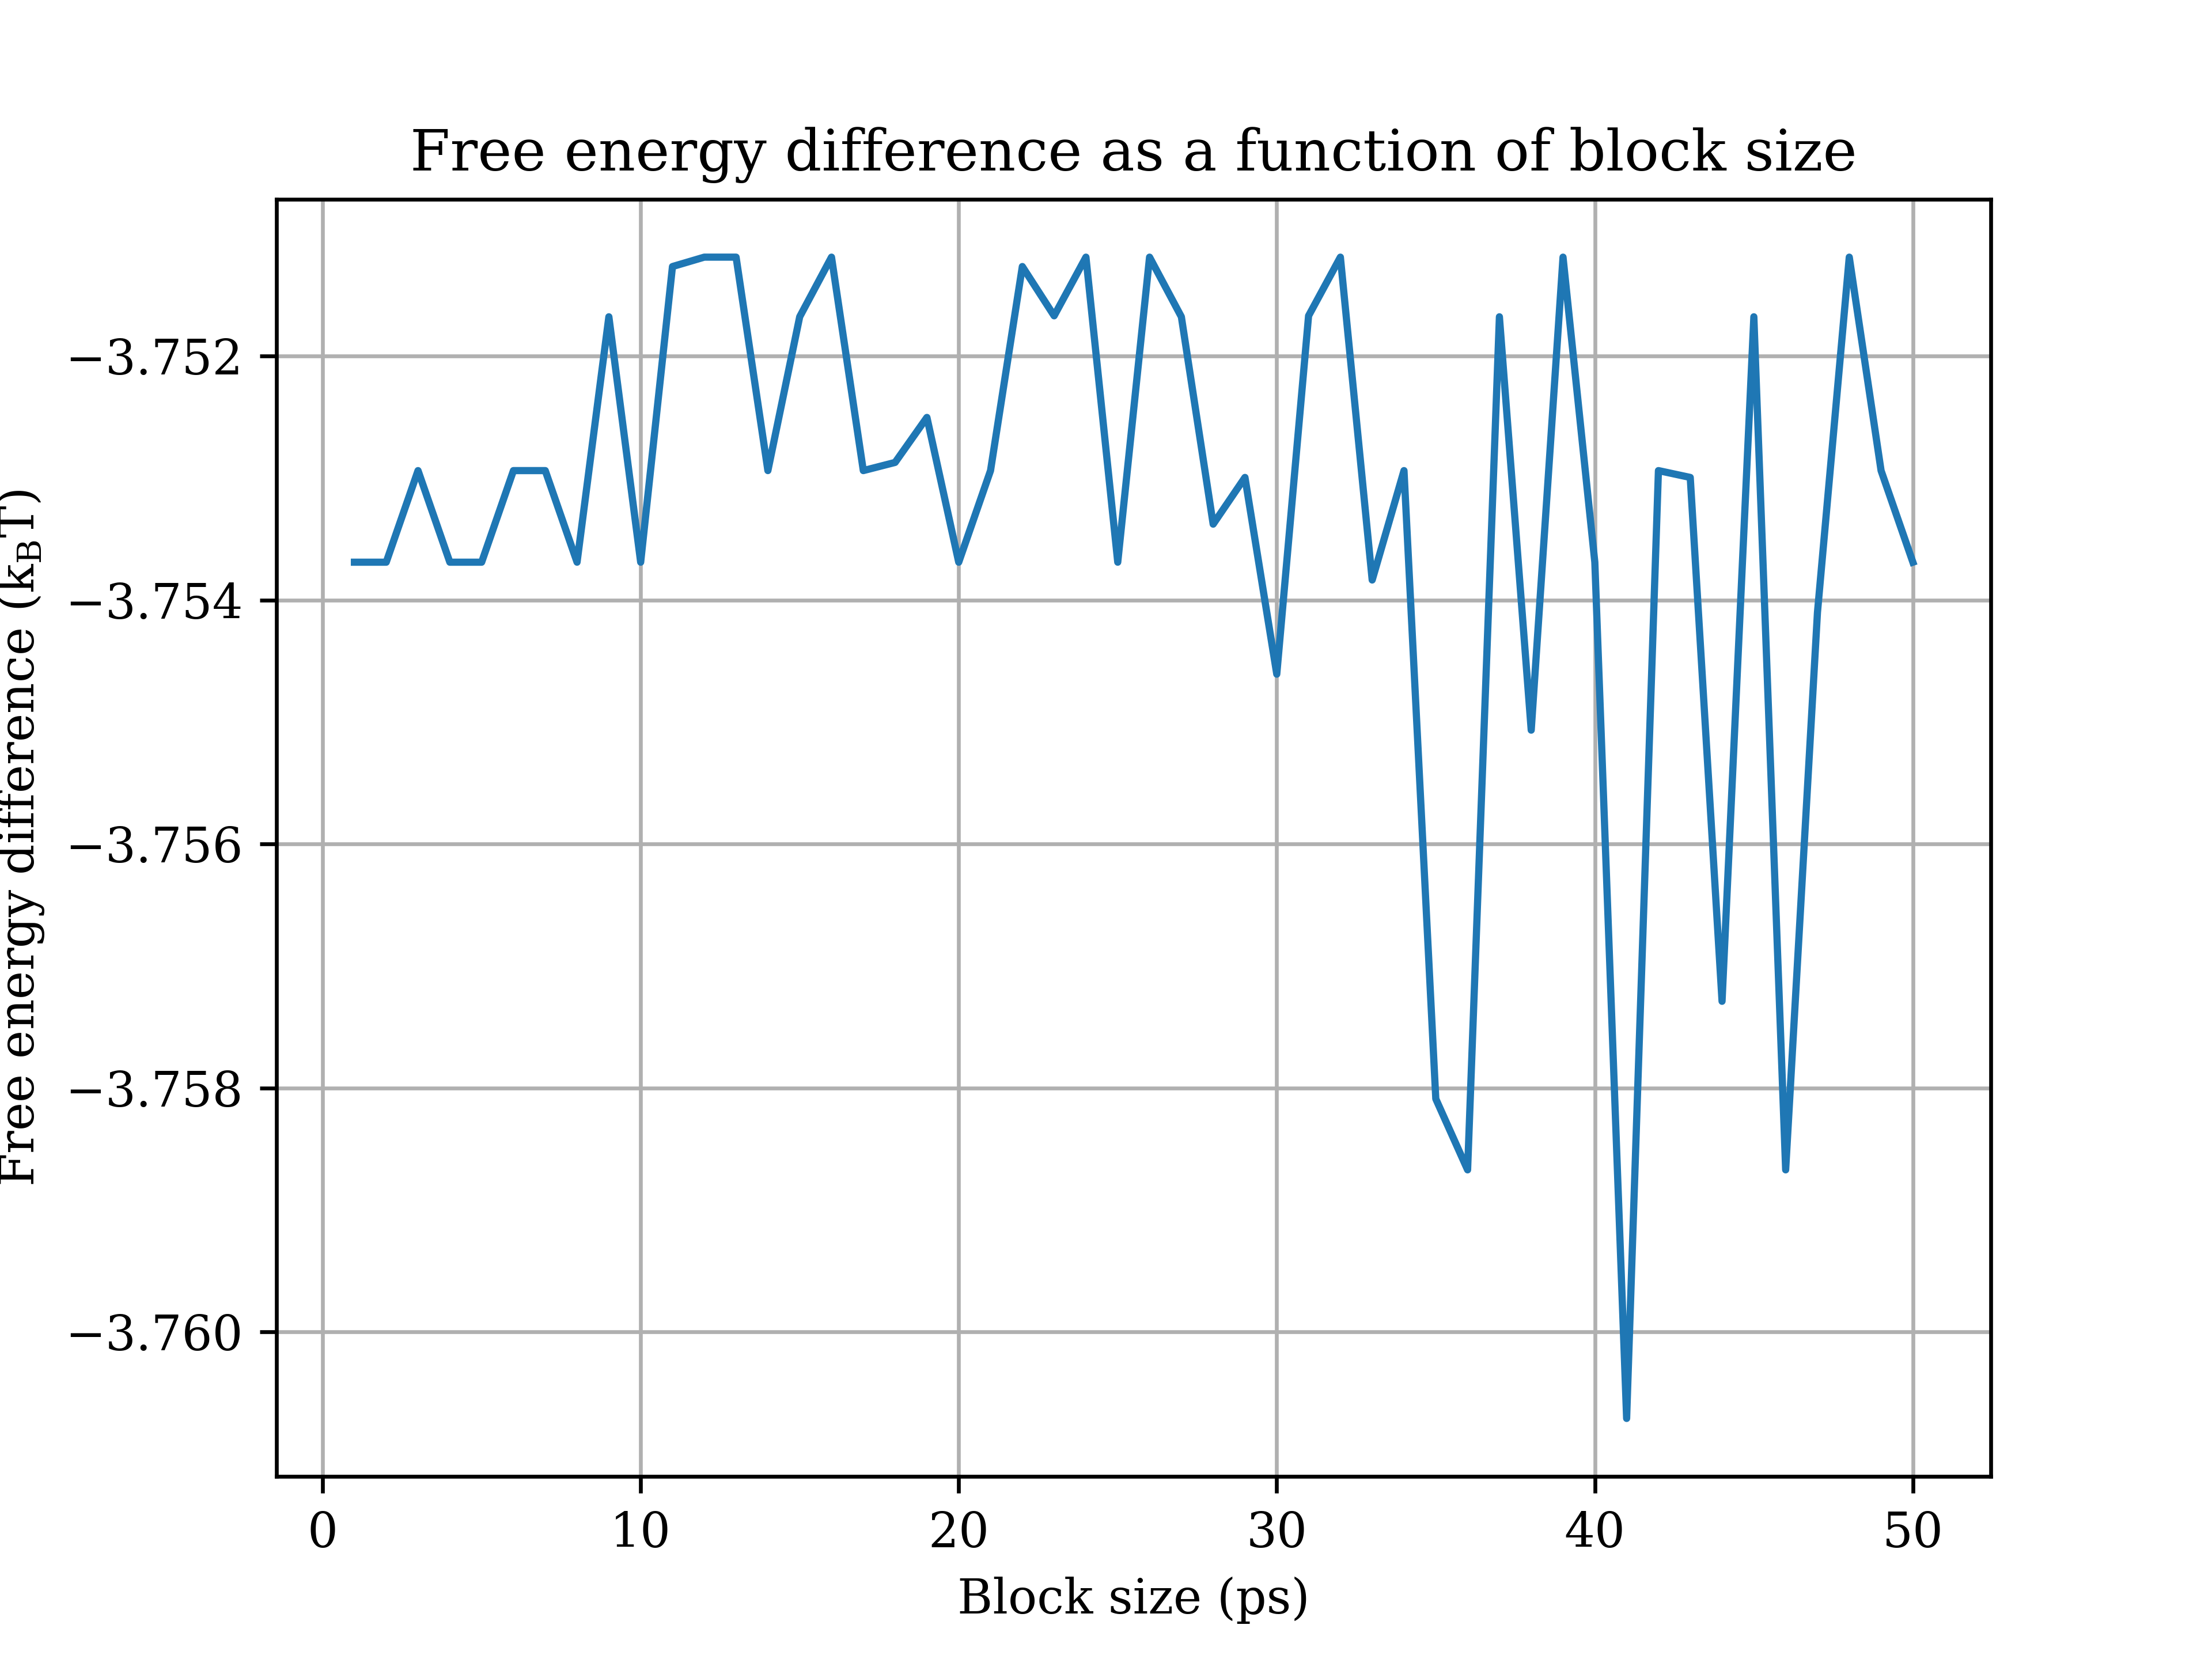 Free energy difference as a function of block size
Free energy difference (k_BT)
−3.752
−3.754
−3.756
−3.758
−3.760
0 10 20 30 40 50
Block size (ps)